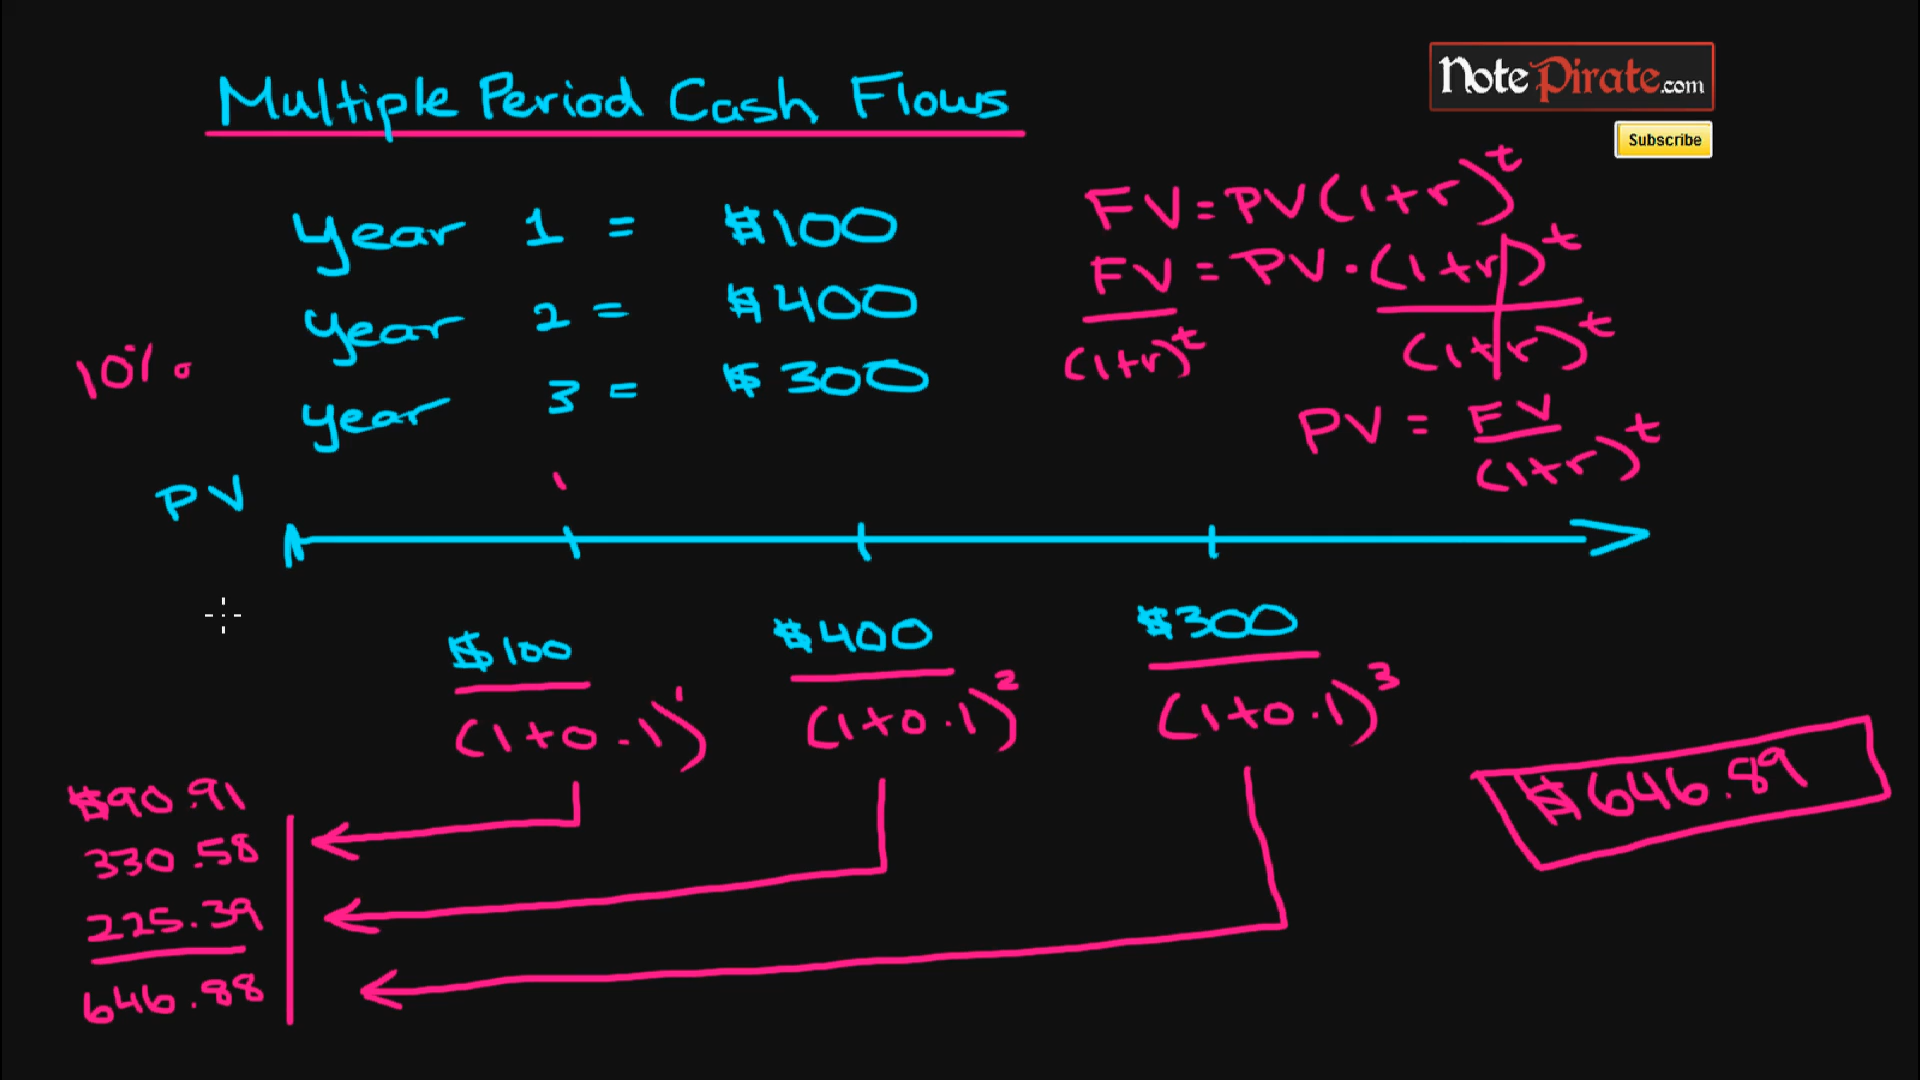 Multiple Period Cash Flows
NotePirate.com
Subscribe
year 1 = $100
year 2 = $400
year 3 = $300
10%
FV = PV(1+r)^t
FV = PV · (1+r)^t
(1+r)^t (1+r)^t
PV = FV
(1+r)^t
PV
1
$100 $400 $300
(1+0.1)^1 (1+0.1)^2 (1+0.1)^3
$90.91
330.58
225.39
646.88
$646.89